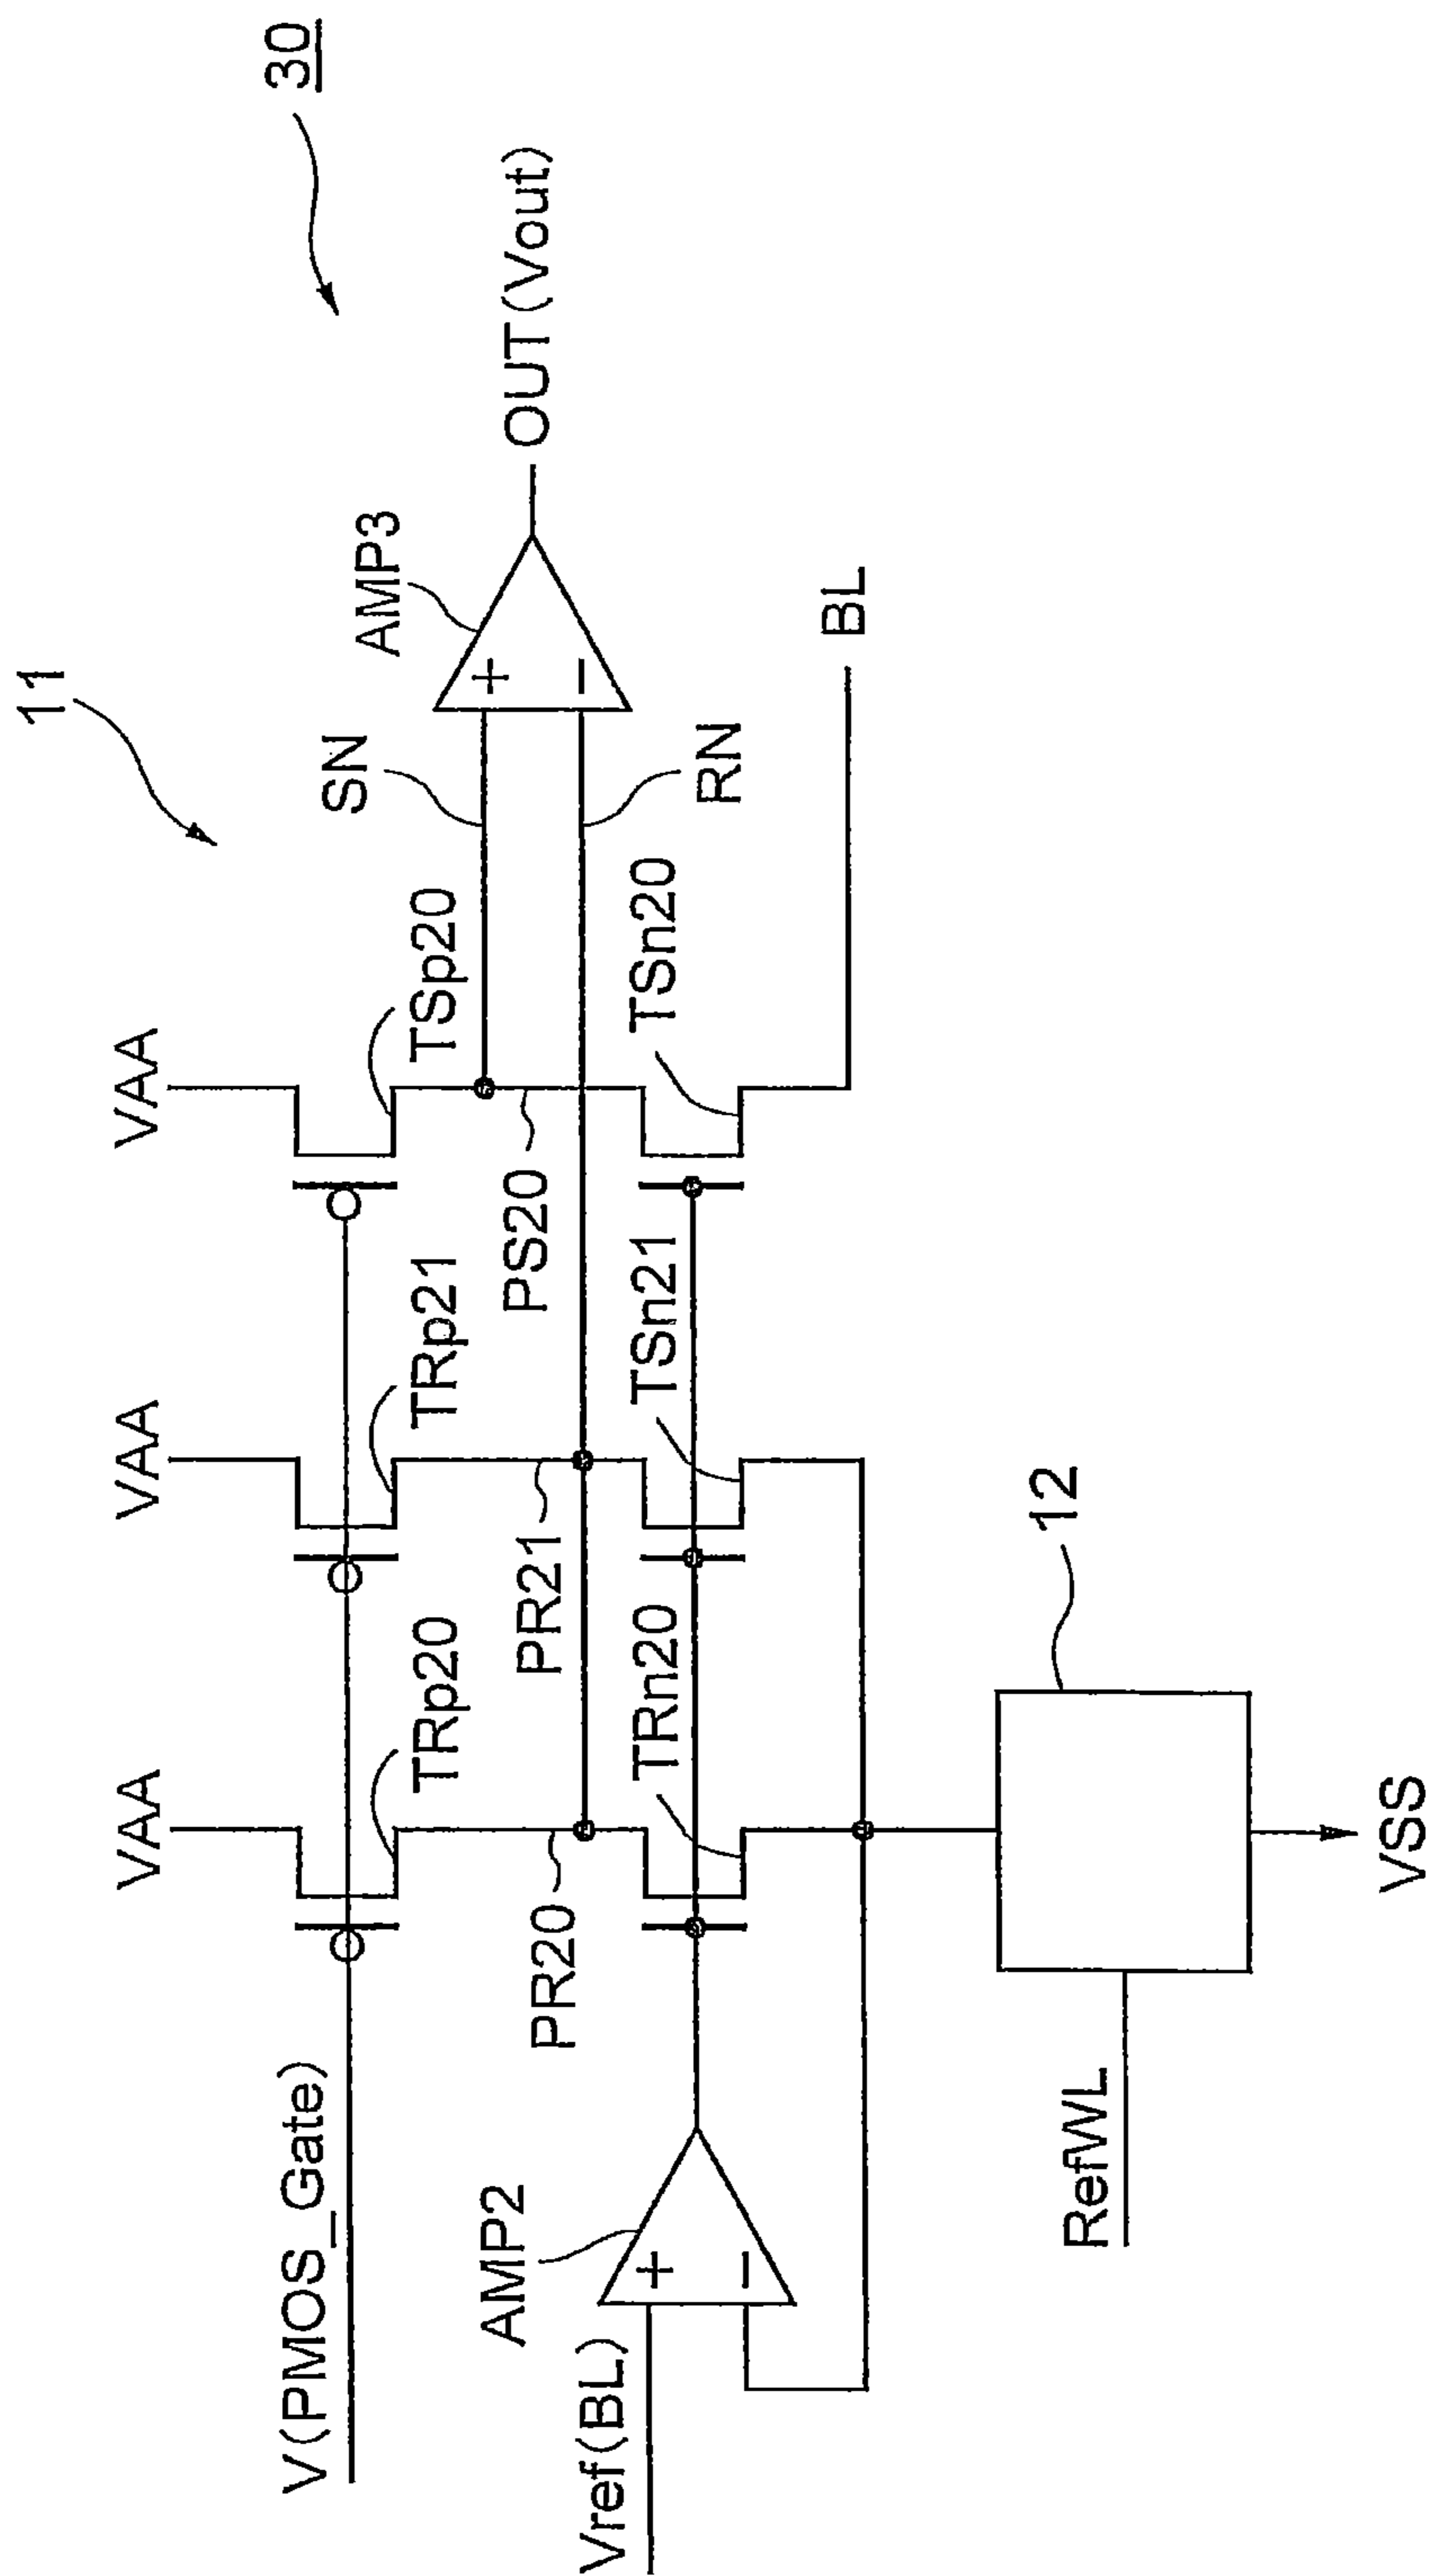 30
11
VAA
VAA
VAA
V(PMOS_Gate)
TRp20
TRp21
TSp20
SN
AMP3
OUT(Vout)
PR20
PR21
PS20
RN
AMP2
Vref(BL)
TRn20
TSn21
TSn20
BL
RefWL
12
VSS